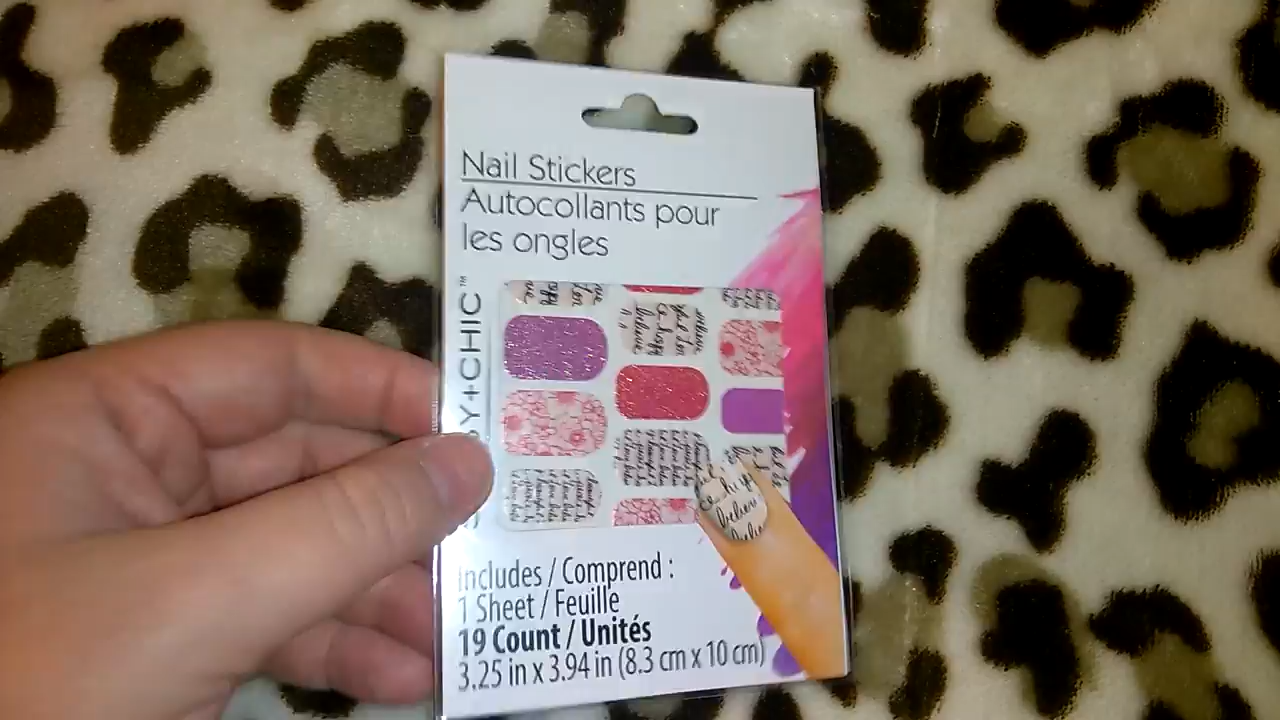 Nail Stickers
Autocollants pour
les ongles
Y+CHIC™
Includes / Comprend :
1 Sheet / Feuille
19 Count / Unités
3.25 in x 3.94 in (8.3 cm x 10 cm)